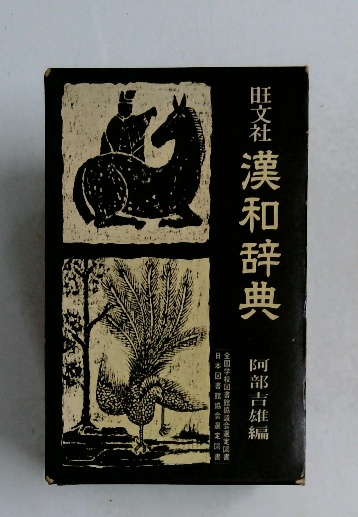 旺文社
漢和辞典
阿部吉雄編
全国学校図書館協議会選定図書
日本図書館協会選定図書